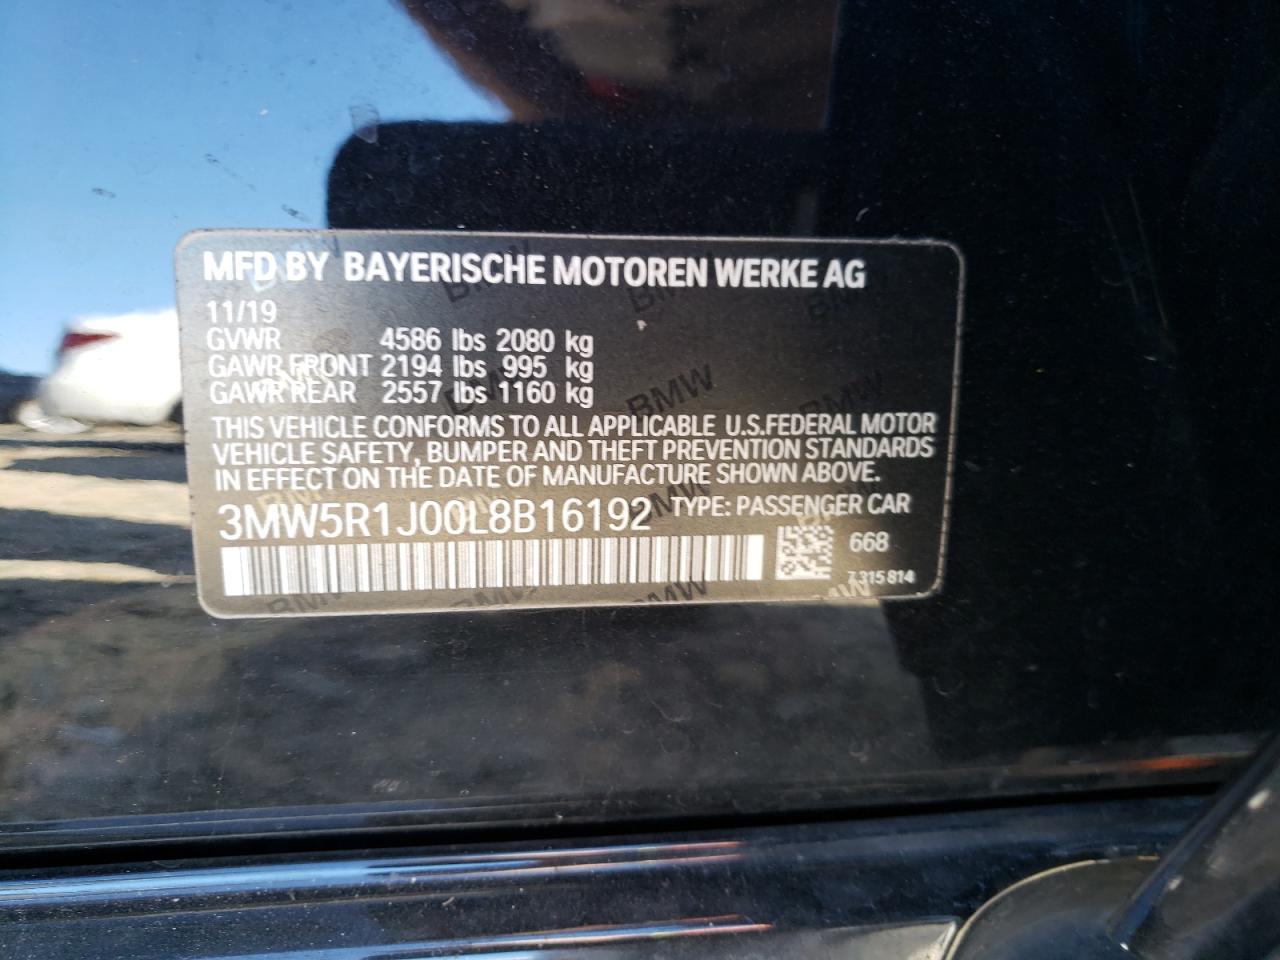 MFD BY BAYERISCHE MOTOREN WERKE AG
11/19
GVWR 4586 lbs 2080 kg
GAWR FRONT 2194 lbs 995 kg
GAWR REAR 2557 lbs 1160 kg
THIS VEHICLE CONFORMS TO ALL APPLICABLE U.S.FEDERAL MOTOR
VEHICLE SAFETY, BUMPER AND THEFT PREVENTION STANDARDS
IN EFFECT ON THE DATE OF MANUFACTURE SHOWN ABOVE.
3MW5R1J00L8B16192 TYPE: PASSENGER CAR
668
7 315 814